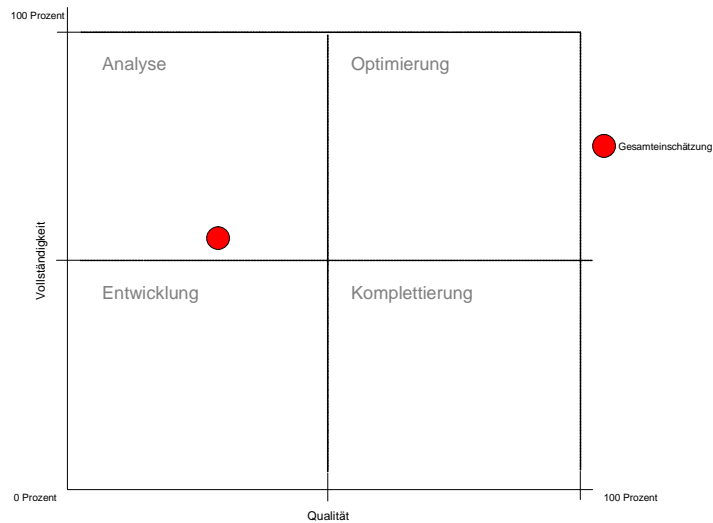 100 Prozent
Analyse
Optimierung
Gesamteinschätzung
Vollständigkeit
Entwicklung
Komplettierung
0 Prozent
100 Prozent
Qualität